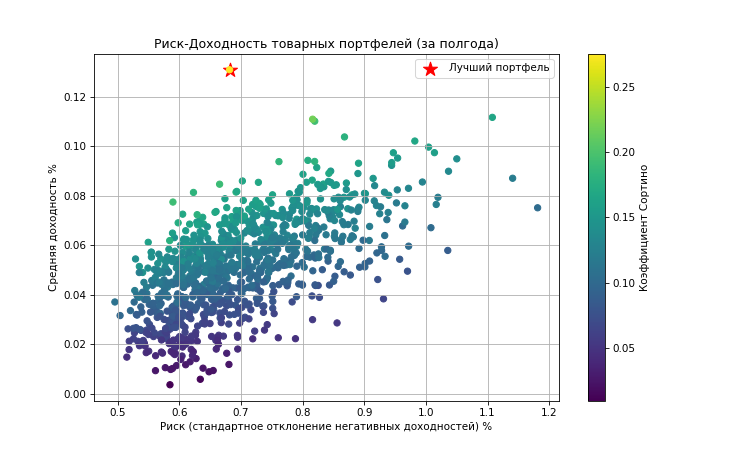 Риск-Доходность товарных портфелей (за полгода)
Лучший портфель
Средняя доходность %
0.12
0.10
0.08
0.06
0.04
0.02
0.00
0.5 0.6 0.7 0.8 0.9 1.0 1.1 1.2
Риск (стандартное отклонение негативных доходностей) %
0.25
0.20
0.15
0.10
0.05
Коэффициент Сортино